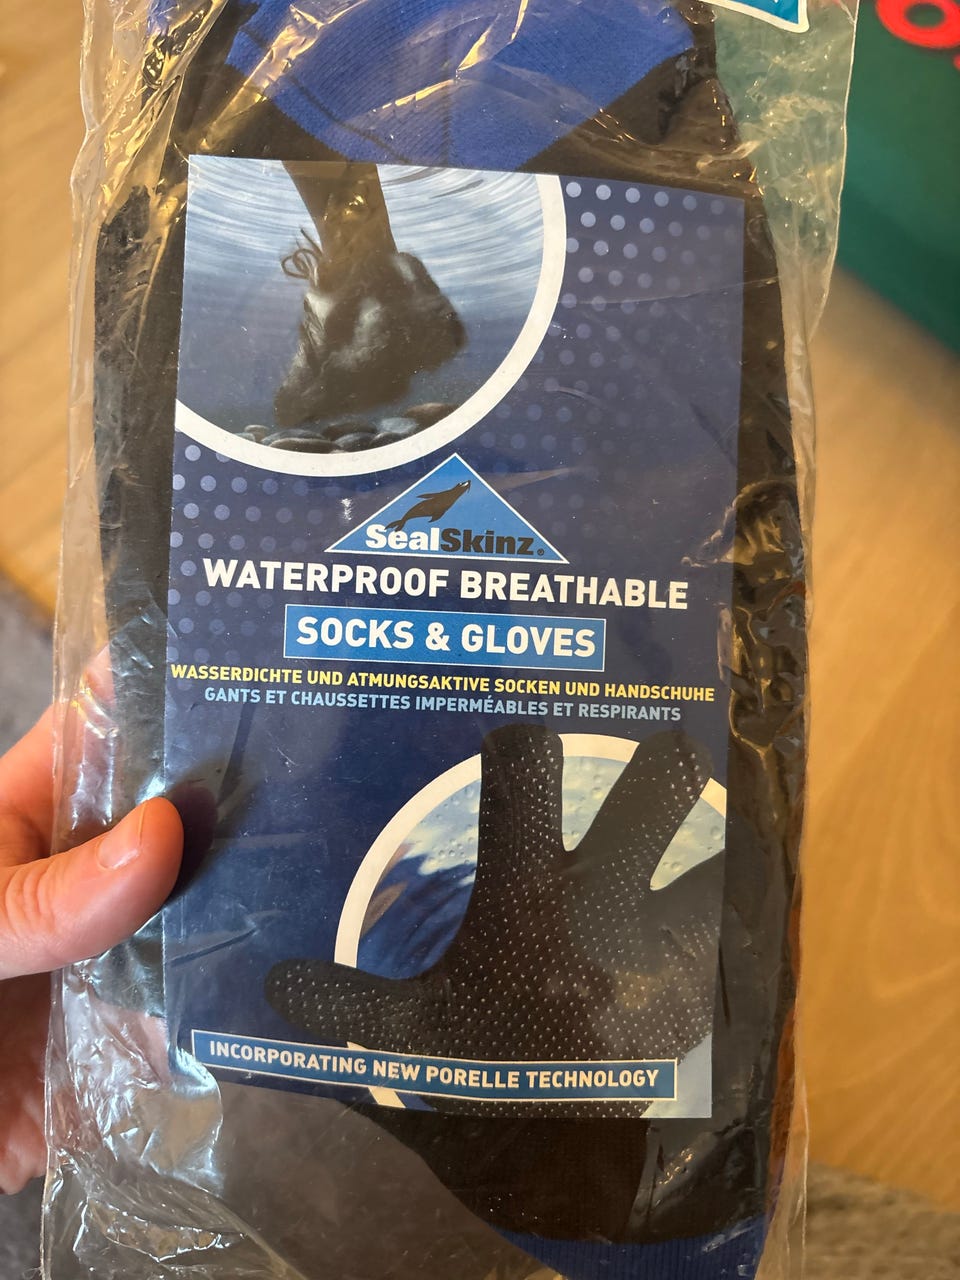 SealSkinz®
WATERPROOF BREATHABLE
SOCKS & GLOVES
WASSERDICHTE UND ATMUNGSAKTIVE SOCKEN UND HANDSCHUHE
GANTS ET CHAUSSETTES IMPERMÉABLES ET RESPIRANTS
INCORPORATING NEW PORELLE TECHNOLOGY